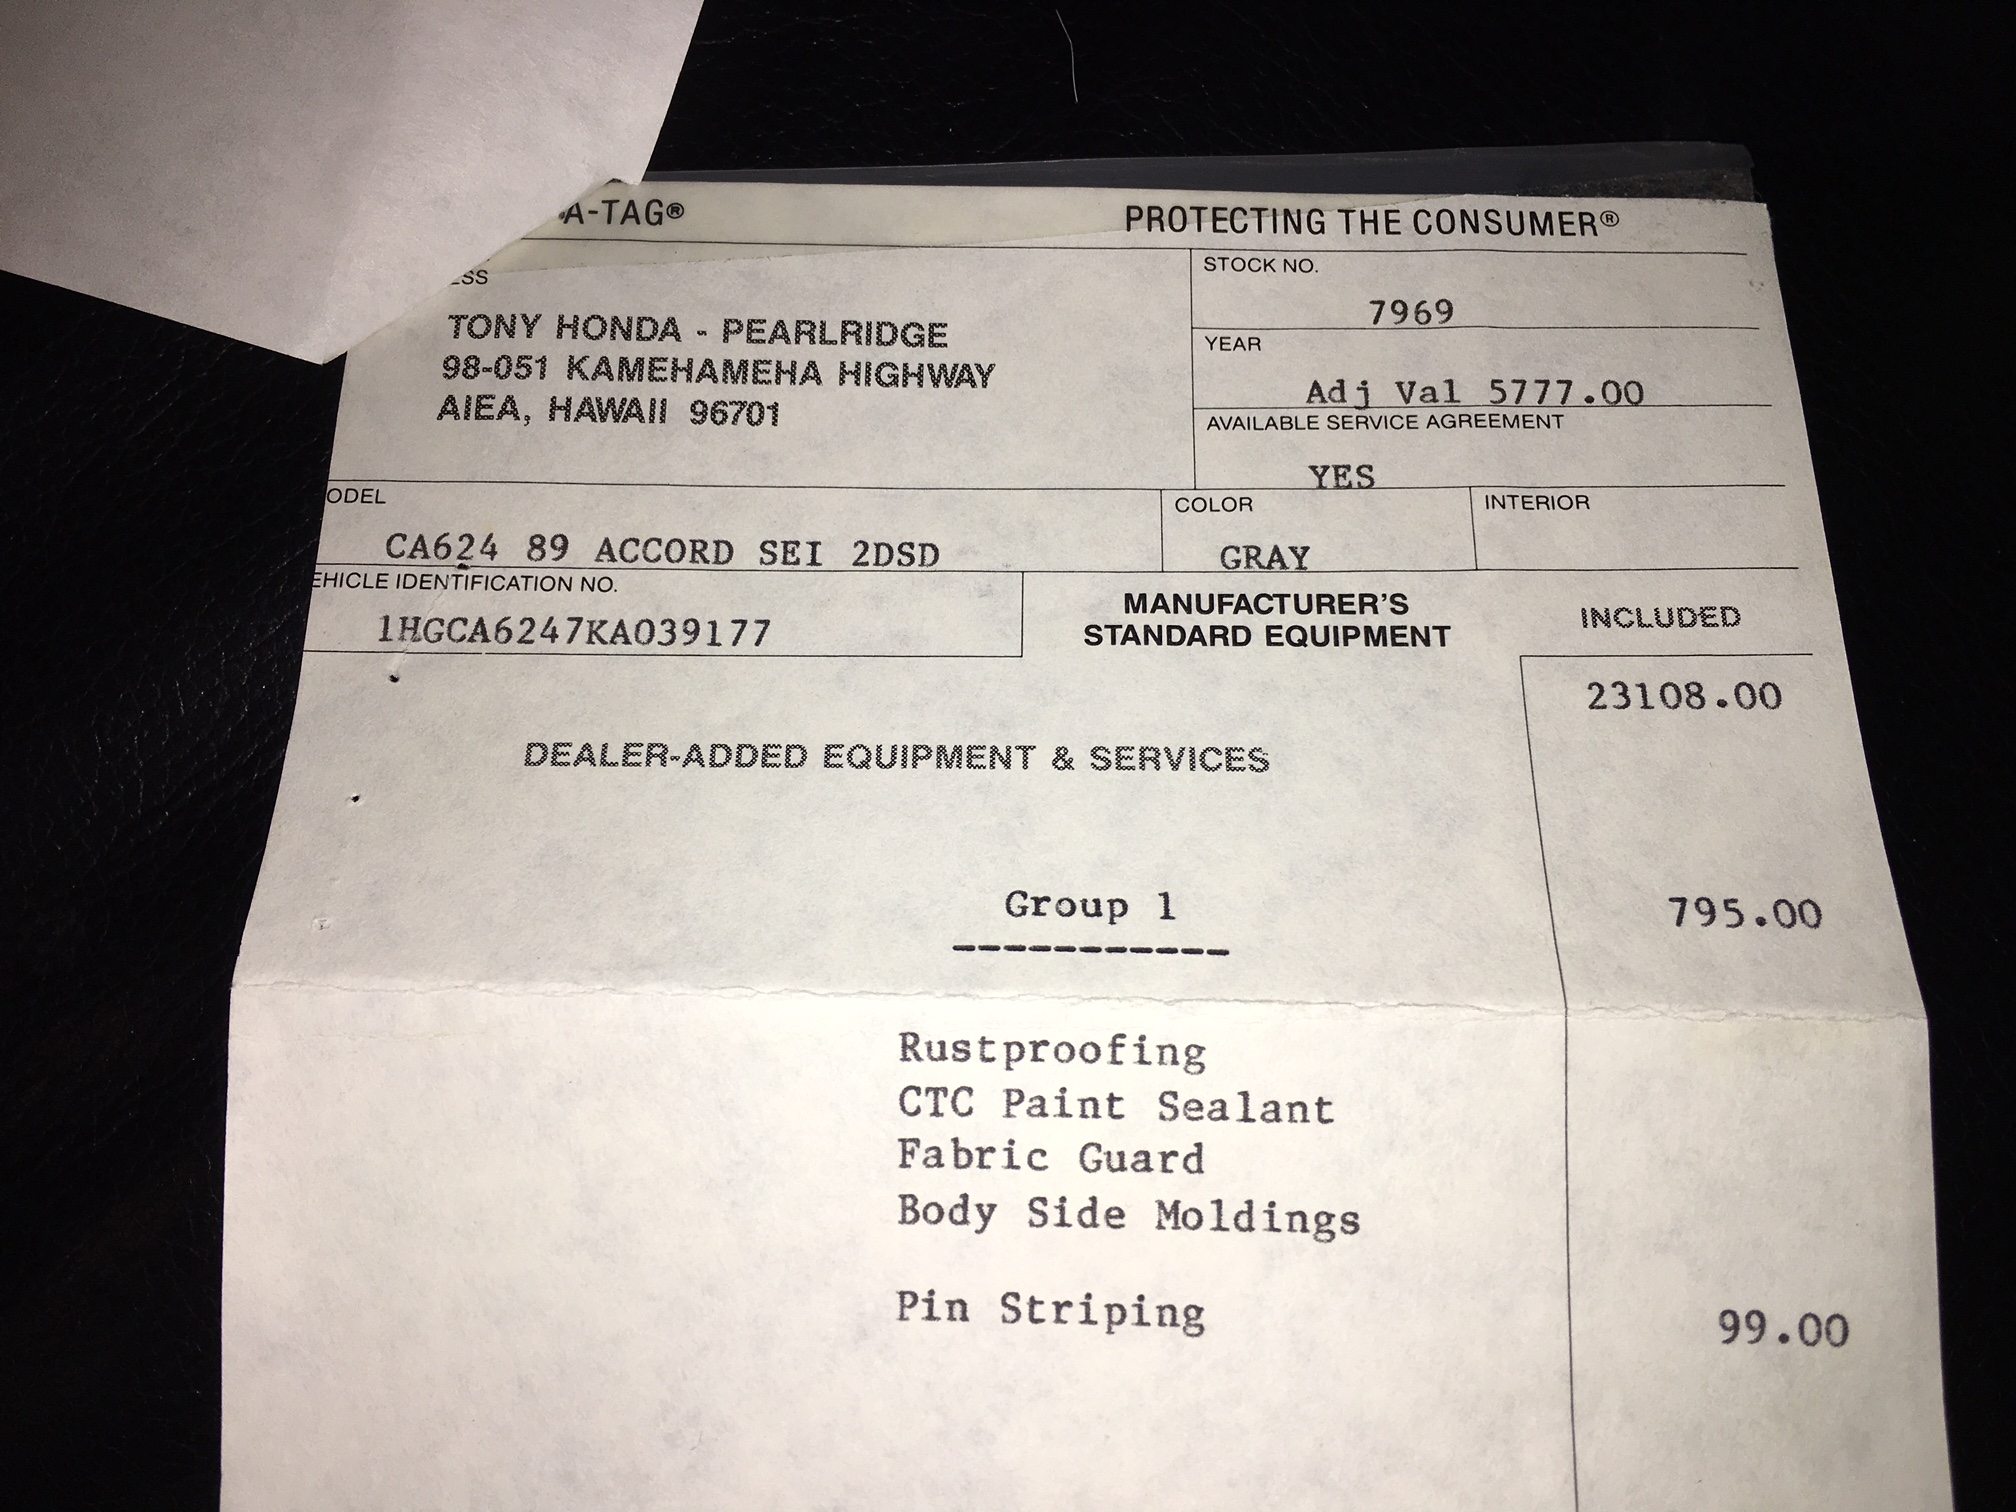 A-TAG® PROTECTING THE CONSUMER®
STOCK NO.
7969
TONY HONDA - PEARLRIDGE
98-051 KAMEHAMEHA HIGHWAY
AIEA, HAWAII 96701
YEAR
Adj Val 5777.00
AVAILABLE SERVICE AGREEMENT
YES
ODEL
CA624 89 ACCORD SEI 2DSD
COLOR
GRAY
INTERIOR
EHICLE IDENTIFICATION NO.
1HGCA6247KA039177
MANUFACTURER'S
STANDARD EQUIPMENT
INCLUDED
23108.00
DEALER-ADDED EQUIPMENT & SERVICES
Group 1 795.00
-----------
Rustproofing
CTC Paint Sealant
Fabric Guard
Body Side Moldings
Pin Striping 99.00